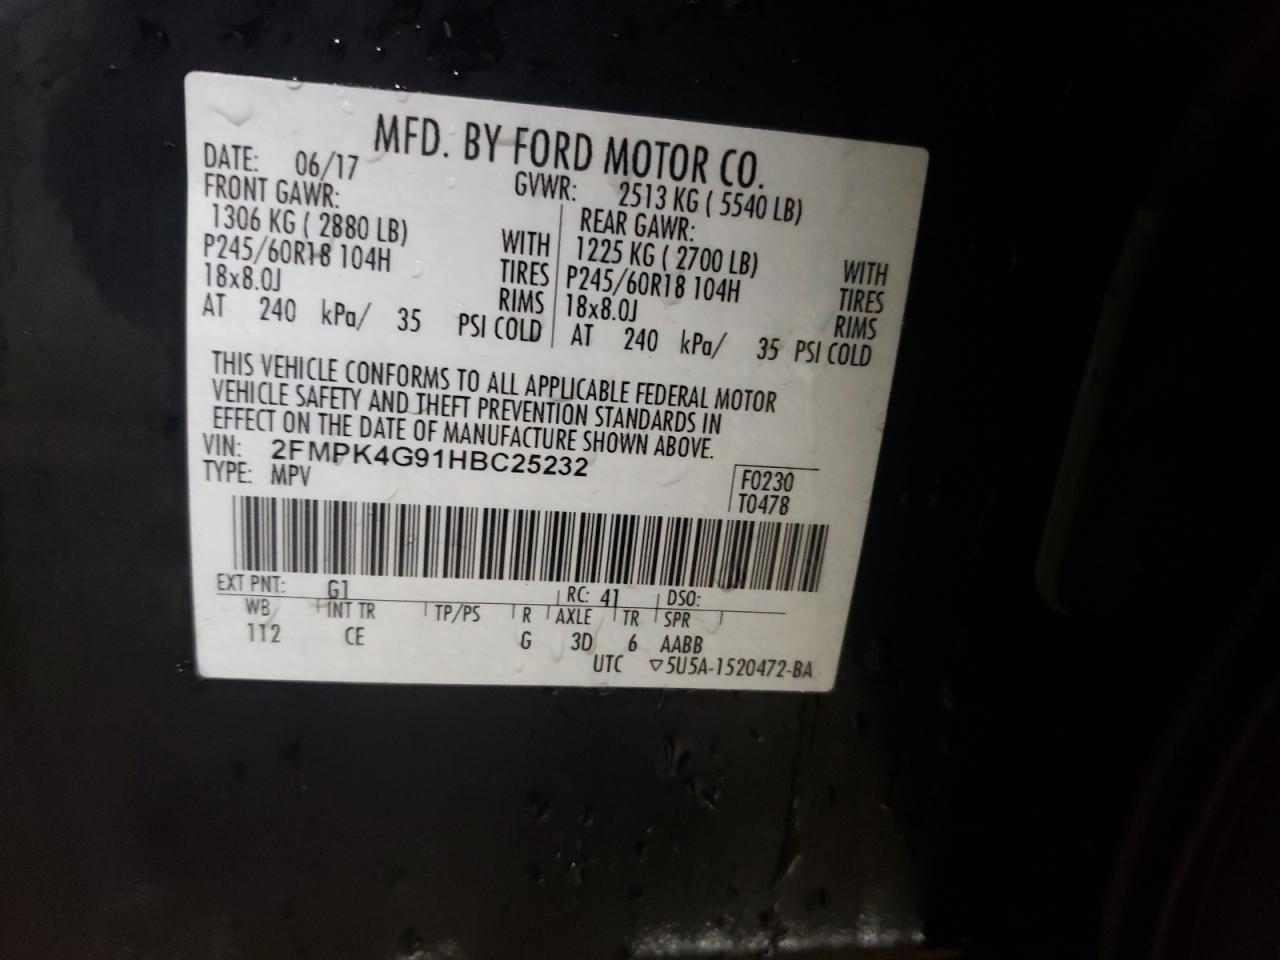 MFD. BY FORD MOTOR CO.
DATE: 06/17 GVWR: 2513 KG ( 5540 LB)
FRONT GAWR: REAR GAWR:
1306 KG ( 2880 LB) WITH 1225 KG ( 2700 LB) WITH
P245/60R18 104H TIRES P245/60R18 104H TIRES
18x8.0J RIMS 18x8.0J RIMS
AT 240 kPa/ 35 PSI COLD AT 240 kPa/ 35 PSI COLD
THIS VEHICLE CONFORMS TO ALL APPLICABLE FEDERAL MOTOR
VEHICLE SAFETY AND THEFT PREVENTION STANDARDS IN
EFFECT ON THE DATE OF MANUFACTURE SHOWN ABOVE.
VIN: 2FMPK4G91HBC25232
TYPE: MPV
F0230
T0478
EXT PNT: G1 RC: 41 DSO:
WB INT TR TP/PS R AXLE TR SPR
112 CE G 3D 6 AABB
UTC ▽5U5A-1520472-BA